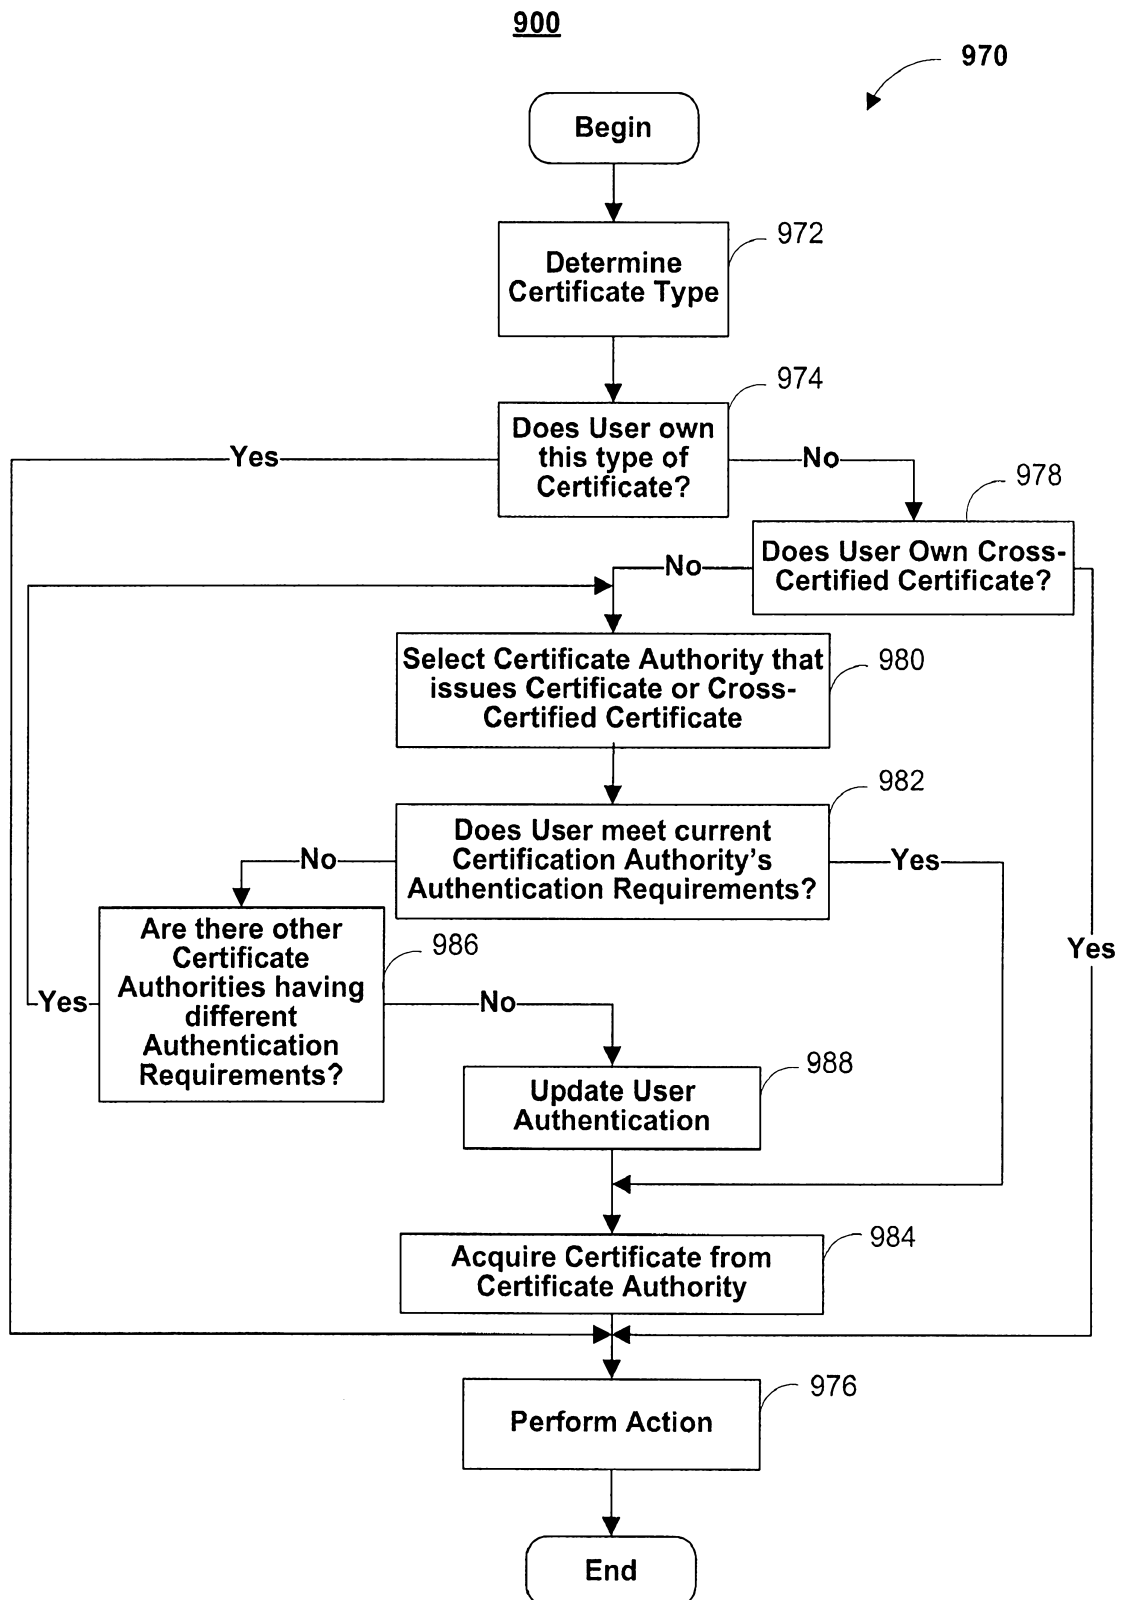 900
970
Begin
972
Determine
Certificate Type
974
Does User own
this type of
Certificate?
Yes
No
978
Does User Own Cross-
Certified Certificate?
No
Select Certificate Authority that
issues Certificate or Cross-
Certified Certificate
980
982
Does User meet current
Certification Authority's
Authentication Requirements?
No
Yes
Are there other
Certificate
Authorities having
different
Authentication
Requirements?
986
Yes
Yes
No
988
Update User
Authentication
984
Acquire Certificate from
Certificate Authority
976
Perform Action
End